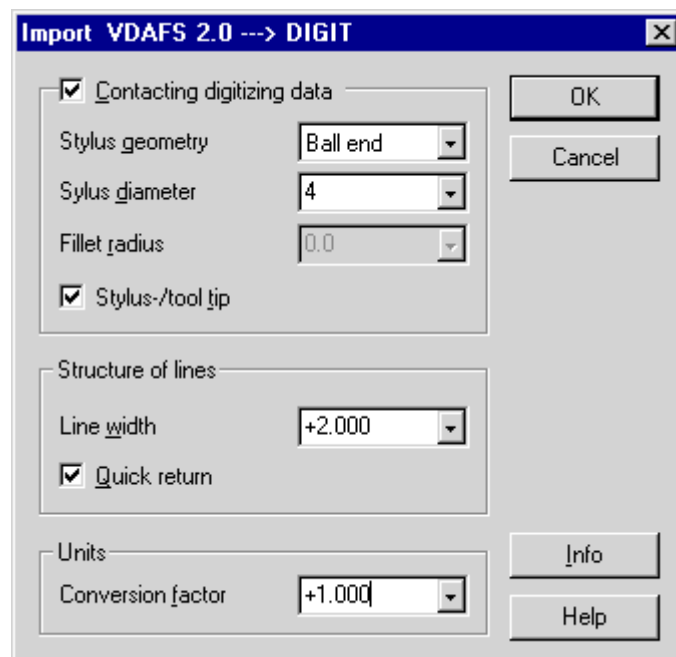 Import VDAFS 2.0 ---> DIGIT
Contacting digitizing data
OK
Stylus geometry Ball end
Cancel
Sylus diameter 4
Fillet radius 0.0
Stylus-/tool tip
Structure of lines
Line width +2.000
Quick return
Units
Info
Conversion factor +1.000
Help